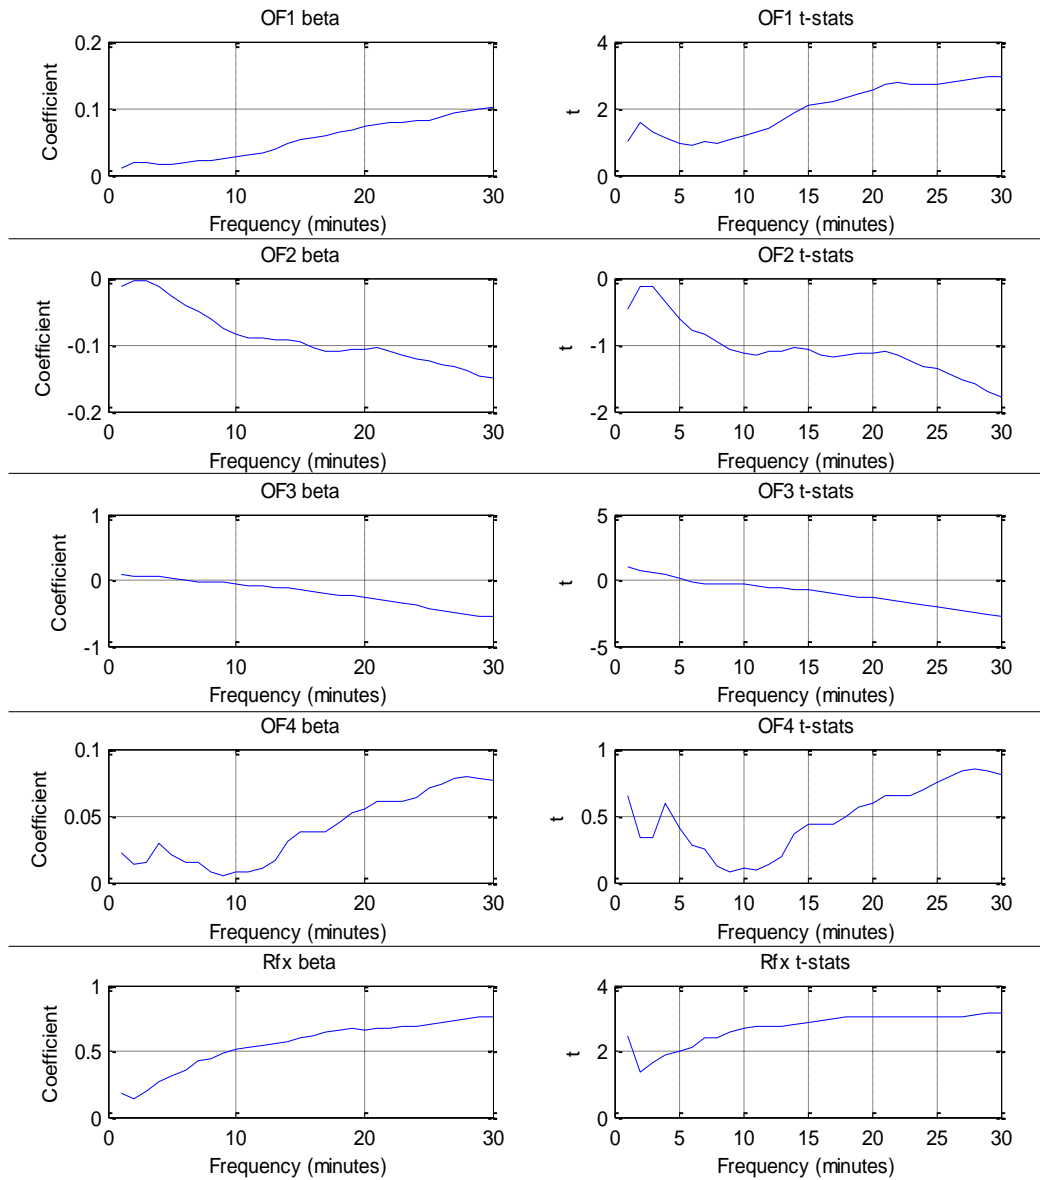 OF1 beta
0.2
0.1
0
Coefficient
0 10 20 30
Frequency (minutes)
OF1 t-stats
4
2
0
t
0 5 10 15 20 25 30
Frequency (minutes)
OF2 beta
0
-0.1
-0.2
Coefficient
0 10 20 30
Frequency (minutes)
OF2 t-stats
0
-1
-2
t
0 5 10 15 20 25 30
Frequency (minutes)
OF3 beta
1
0
-1
Coefficient
0 10 20 30
Frequency (minutes)
OF3 t-stats
5
0
-5
t
0 5 10 15 20 25 30
Frequency (minutes)
OF4 beta
0.1
0.05
0
Coefficient
0 10 20 30
Frequency (minutes)
OF4 t-stats
1
0.5
0
t
0 5 10 15 20 25 30
Frequency (minutes)
Rfx beta
1
0.5
0
Coefficient
0 10 20 30
Frequency (minutes)
Rfx t-stats
4
2
0
t
0 5 10 15 20 25 30
Frequency (minutes)